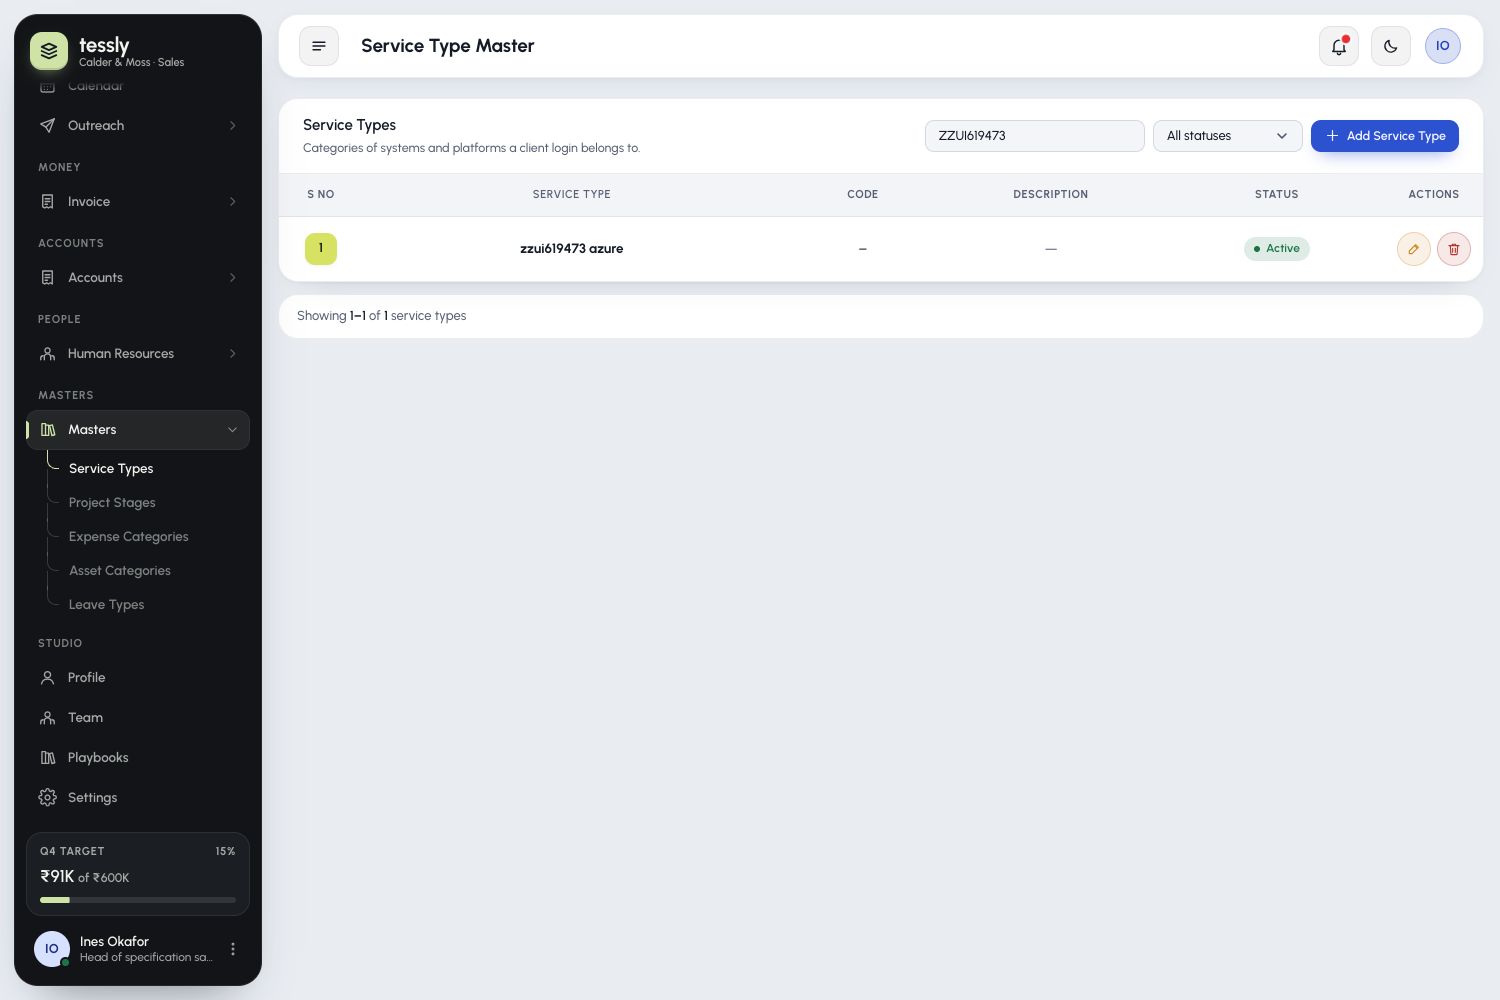 tessly
Calder & Moss · Sales
Calendar
Outreach
MONEY
Invoice
ACCOUNTS
Accounts
PEOPLE
Human Resources
MASTERS
Masters
Service Types
Project Stages
Expense Categories
Asset Categories
Leave Types
STUDIO
Profile
Team
Playbooks
Settings
Q4 TARGET 15%
₹91K of ₹600K
IO
Ines Okafor
Head of specification sa...
Service Type Master
IO
Service Types
Categories of systems and platforms a client login belongs to.
ZZUI619473
All statuses
Add Service Type
S NO SERVICE TYPE CODE DESCRIPTION STATUS ACTIONS
1 zzui619473 azure – — Active
Showing 1–1 of 1 service types